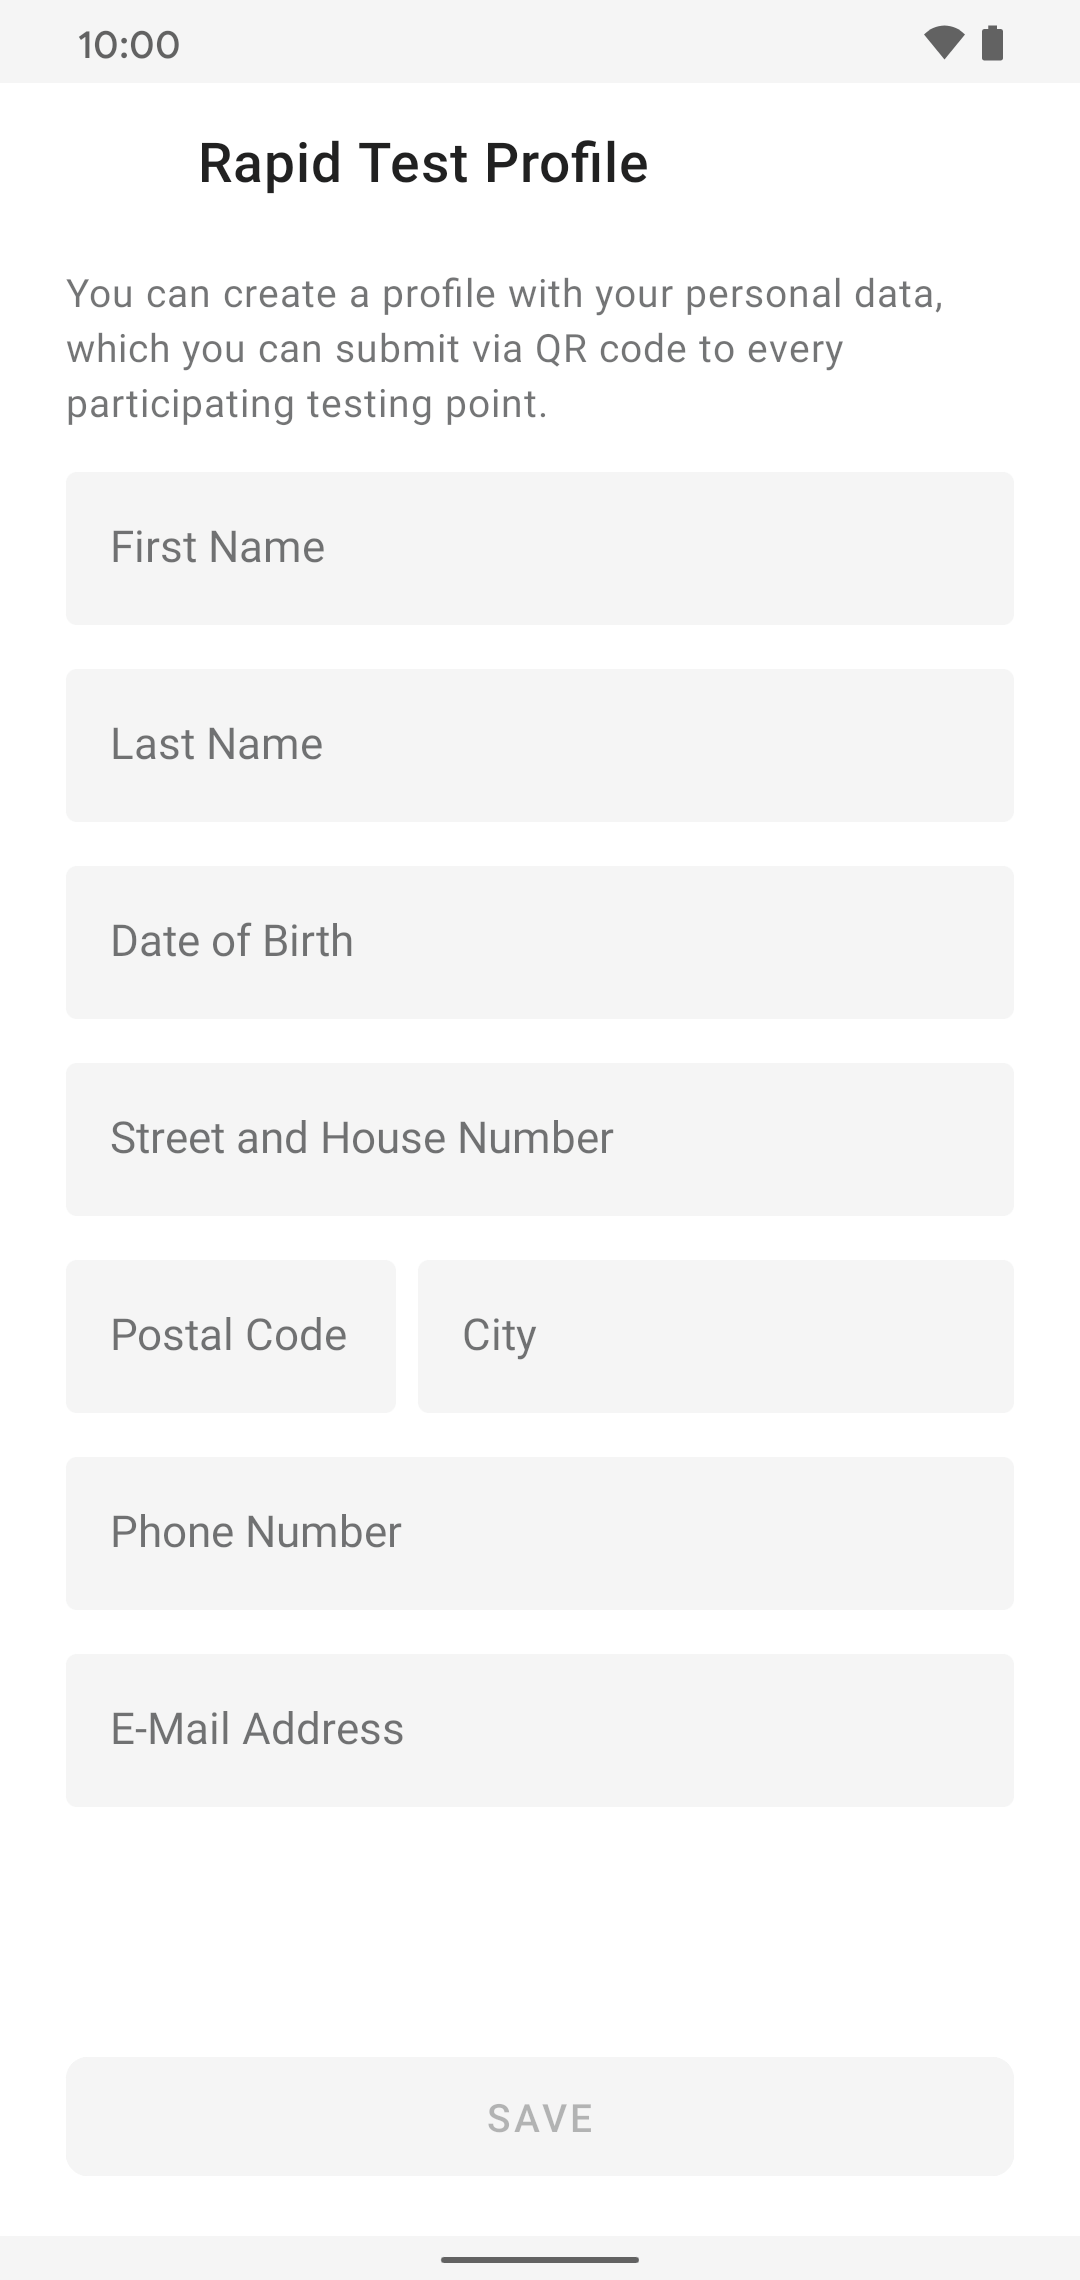 10:00
Rapid Test Profile
You can create a profile with your personal data,
which you can submit via QR code to every
participating testing point.
First Name
Last Name
Date of Birth
Street and House Number
Postal Code City
Phone Number
E-Mail Address
SAVE